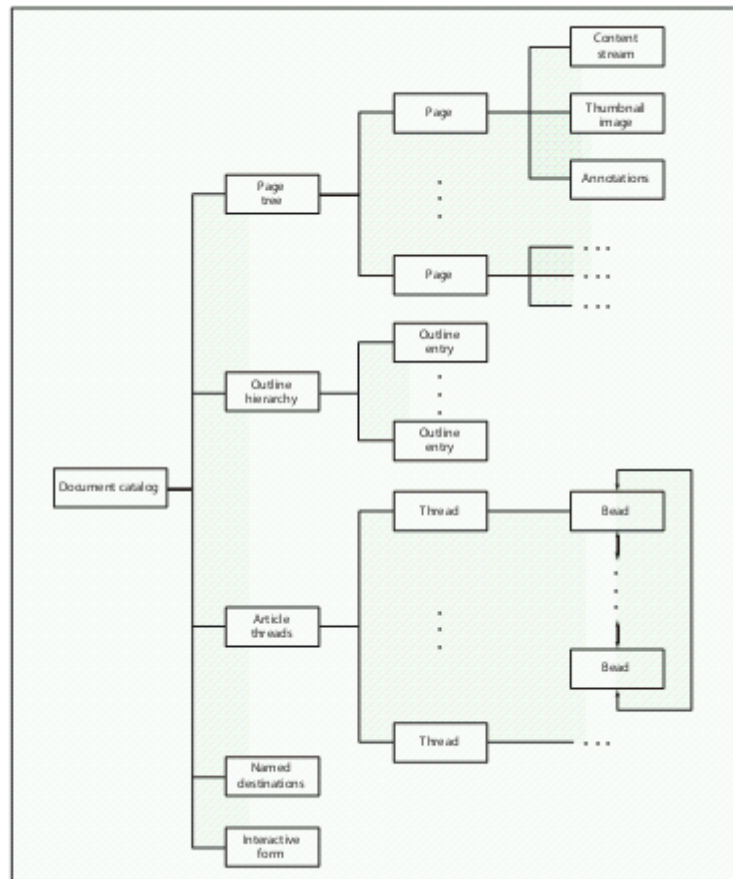 Content
stream
Page
Thumbnail
image
Page
tree
Annotations
Page
Outline
entry
Outline
hierarchy
Outline
entry
Document catalog
Thread
Bead
Article
threads
Bead
Thread
Named
destinations
Interactive
form